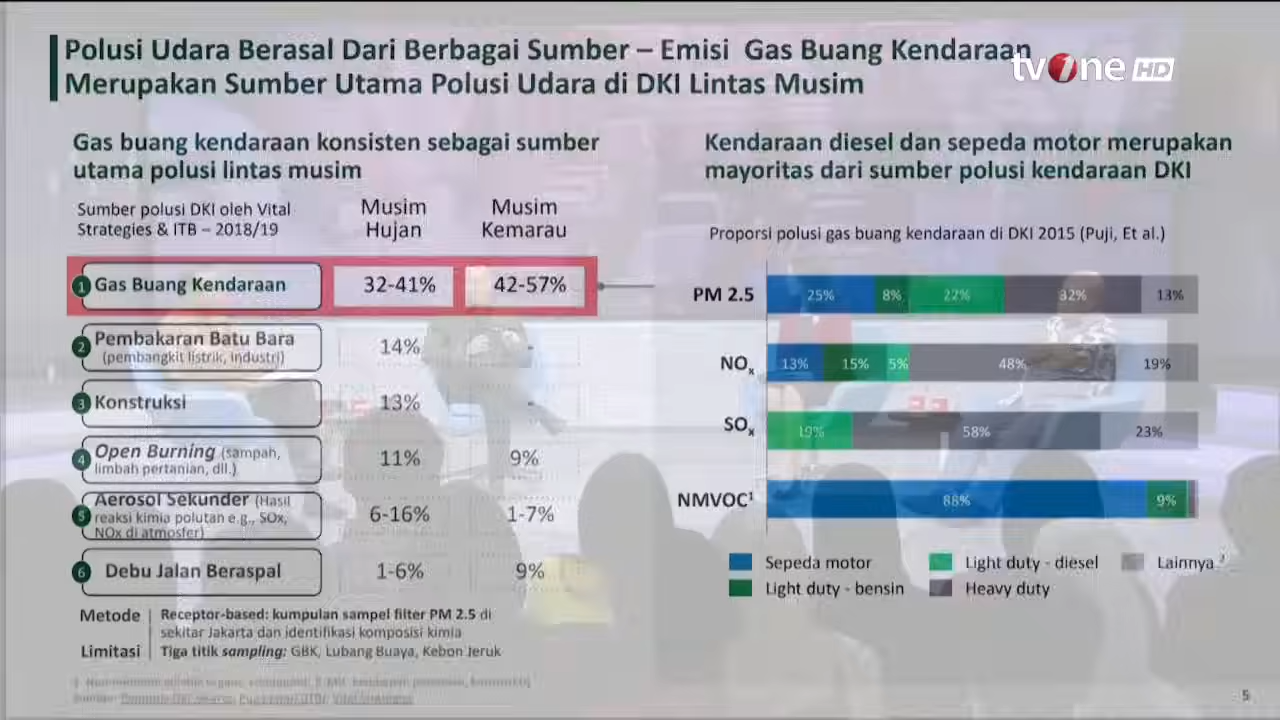 Polusi Udara Berasal Dari Berbagai Sumber – Emisi Gas Buang Kendaraan
Merupakan Sumber Utama Polusi Udara di DKI Lintas Musim
tvOne HD
Gas buang kendaraan konsisten sebagai sumber
utama polusi lintas musim
Sumber polusi DKI oleh Vital
Strategies & ITB – 2018/19
Musim
Hujan
Musim
Kemarau
1 Gas Buang Kendaraan 32-41% 42-57%
2 Pembakaran Batu Bara
(pembangkit listrik, industri)
14% -
3 Konstruksi 13% -
4 Open Burning (sampah,
limbah pertanian, dll.)
11% 9%
5 Aerosol Sekunder (Hasil
reaksi kimia polutan e.g., SOx,
NOx di atmosfer)
6-16% 1-7%
6 Debu Jalan Beraspal 1-6% 9%
Metode Receptor-based: kumpulan sampel filter PM 2.5 di
sekitar Jakarta dan identifikasi komposisi kimia
Limitasi Tiga titik sampling: GBK, Lubang Buaya, Kebon Jeruk
Kendaraan diesel dan sepeda motor merupakan
mayoritas dari sumber polusi kendaraan DKI
Proporsi polusi gas buang kendaraan di DKI 2015 (Puji, Et al.)
PM 2.5 25% 8% 22% 32% 13%
NOx 13% 15% 5% 48% 19%
SOx 19% 58% 23%
NMVOC1 88% 9%
Sepeda motor Light duty - diesel Lainnya 2
Light duty - bensin Heavy duty
5